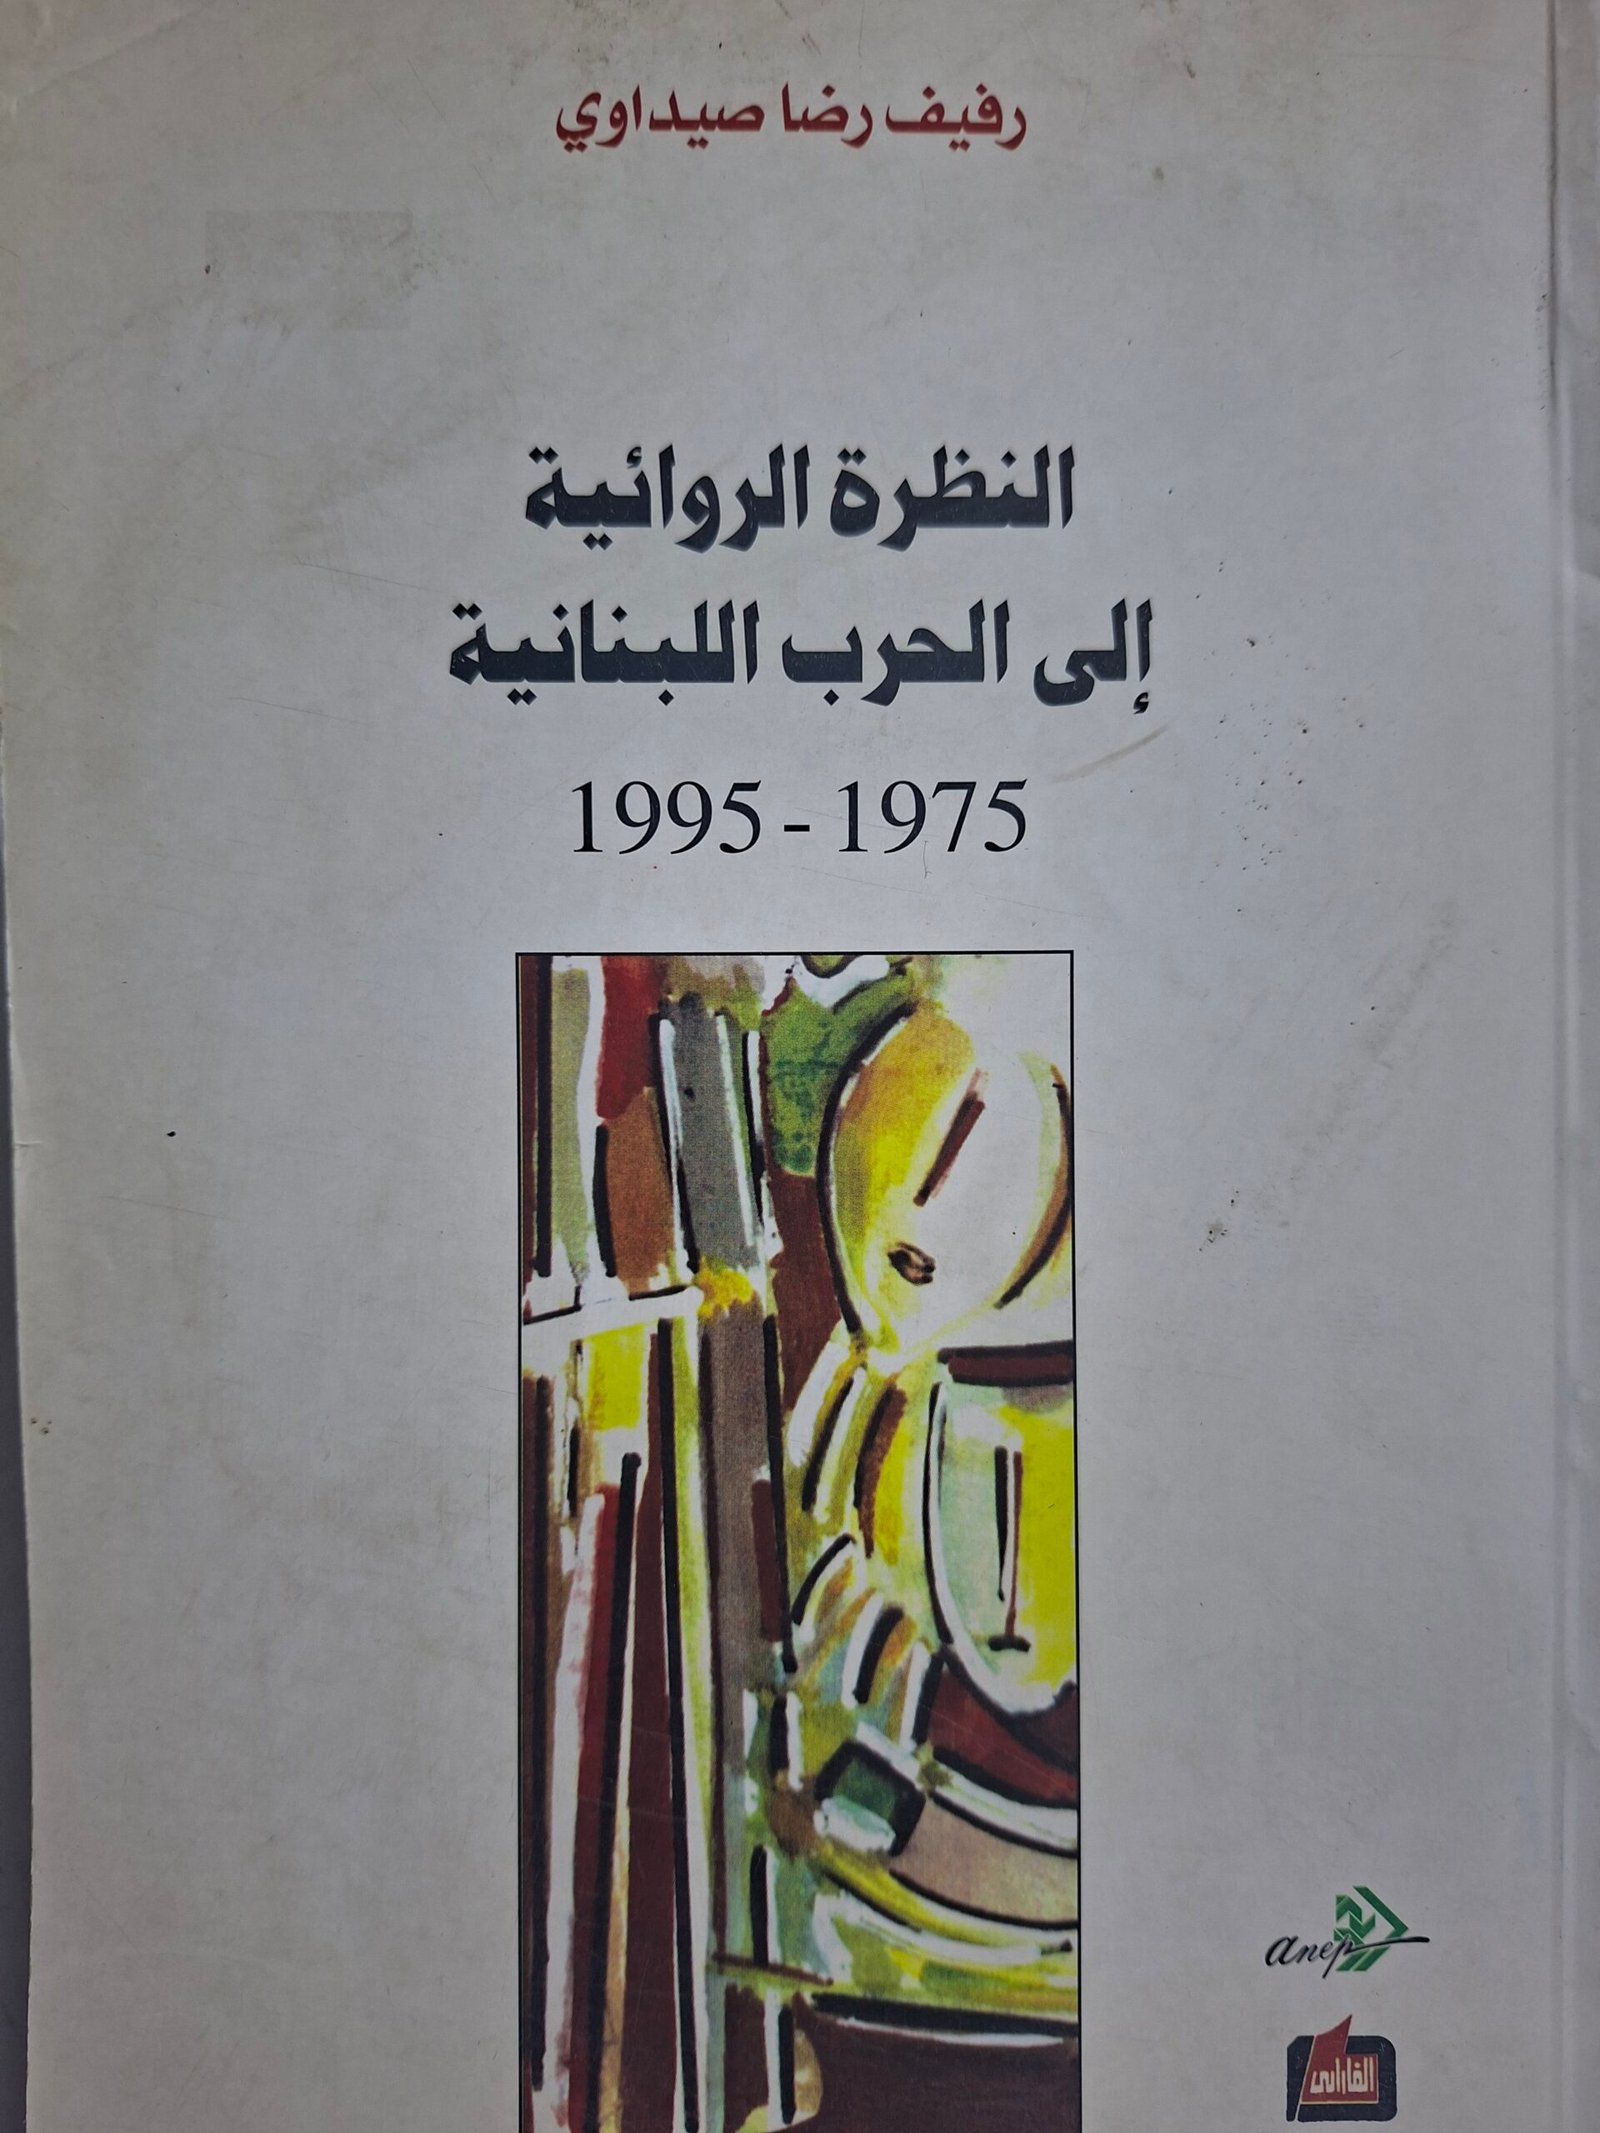 رفيف رضا صيداوي
النظرة الروائية
إلى الحرب اللبنانية
1995 - 1975
anep
الفارابي